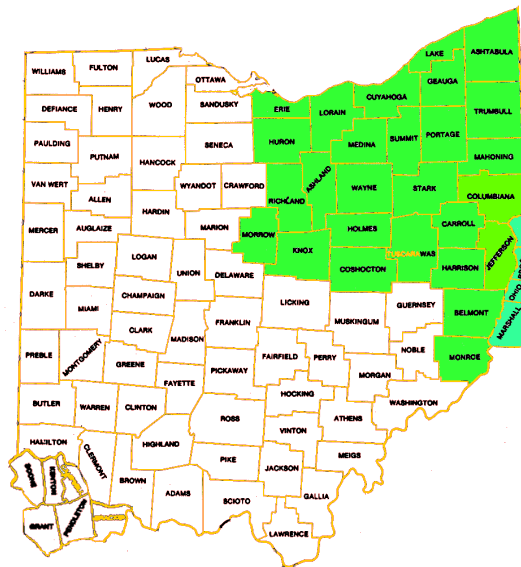 LUCAS
WILLIAMS
FULTON
OTTAWA
LAKE
ASHTABULA
GEAUGA
DEFIANCE
HENRY
WOOD
SANDUSKY
ERIE
LORAIN
CUYAHOGA
TRUMBULL
PAULDING
PUTNAM
HANCOCK
SENECA
HURON
MEDINA
SUMMIT
PORTAGE
MAHONING
VAN WERT
ALLEN
WYANDOT
CRAWFORD
RICHLAND
ASHLAND
WAYNE
STARK
COLUMBIANA
MERCER
AUGLAIZE
HARDIN
MARION
MORROW
HOLMES
CARROLL
JEFFERSON
SHELBY
LOGAN
UNION
DELAWARE
KNOX
COSHOCTON
WAS
HARRISON
OHIO
DARKE
MIAMI
CHAMPAIGN
LICKING
MUSKINGUM
GUERNSEY
BELMONT
MARSHALL
CLARK
MADISON
FRANKLIN
PREBLE
MONTGOMERY
GREENE
FAYETTE
PICKAWAY
FAIRFIELD
PERRY
NOBLE
MONROE
MORGAN
WASHINGTON
BUTLER
WARREN
CLINTON
ROSS
HOCKING
ATHENS
VINTON
HAMILTON
CLERMONT
HIGHLAND
PIKE
JACKSON
MEIGS
BOONE
KENTON
BROWN
ADAMS
SCIOTO
GALLIA
GRANT
PENDLETON
LAWRENCE